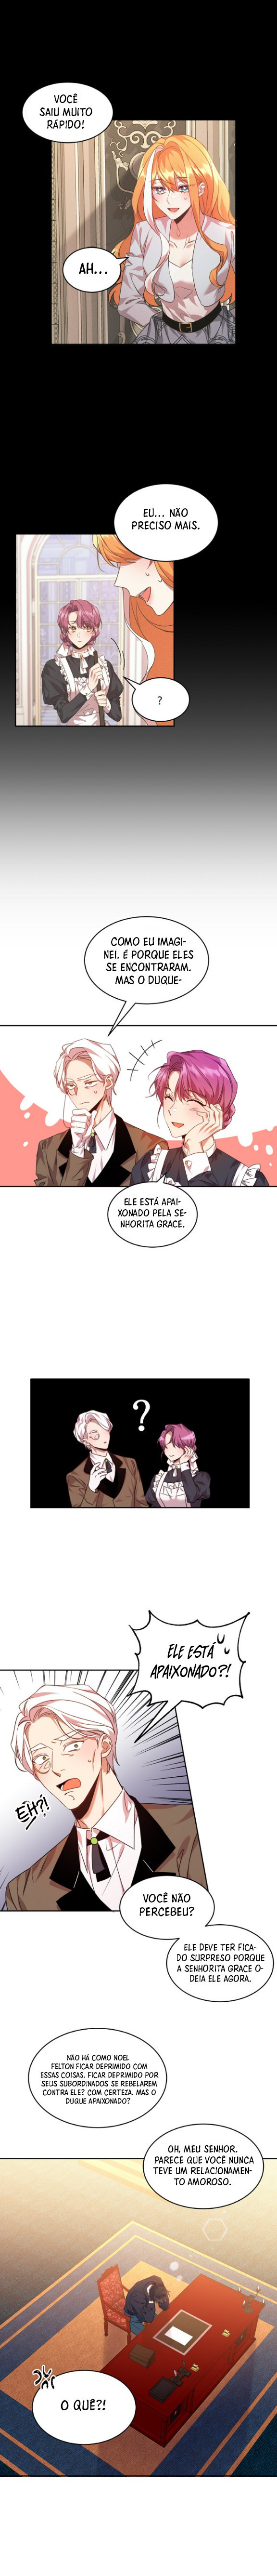 VOCÊ
SAIU MUITO
RÁPIDO!
AH...
EU... NÃO
PRECISO MAIS.
?
COMO EU IMAGI-
NEI. É PORQUE ELES
SE ENCONTRARAM.
MAS O DUQUE-
ELE ESTÁ APAI-
XONADO PELA SE-
NHORITA GRACE.
?
ELE ESTÁ
APAIXONADO?!
EH?!
VOCÊ NÃO
PERCEBEU?
ELE DEVE TER FICA-
DO SURPRESO PORQUE
A SENHORITA GRACE O-
DEIA ELE AGORA.
NÃO HÁ COMO NOEL
FELTON FICAR DEPRIMIDO COM
ESSAS COISAS. FICAR DEPRIMIDO POR
SEUS SUBORDINADOS SE REBELAREM
CONTRA ELE? COM CERTEZA. MAS O
DUQUE APAIXONADO?
OH, MEU SENHOR.
PARECE QUE VOCÊ NUNCA
TEVE UM RELACIONAMEN-
TO AMOROSO.
O QUÊ?!